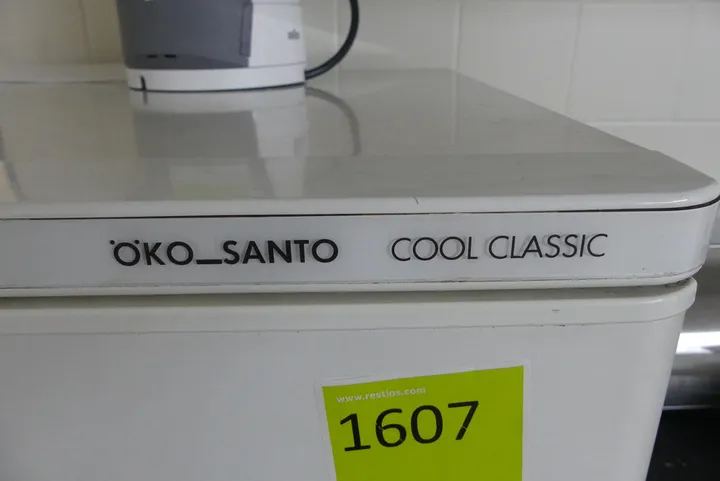 ÖKO_SANTO COOL CLASSIC
www.restlos.com
1607